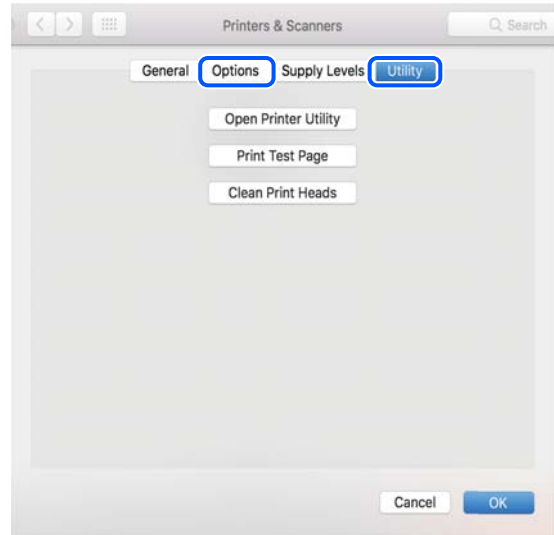 Printers & Scanners Search
General Options Supply Levels Utility
Open Printer Utility
Print Test Page
Clean Print Heads
Cancel OK